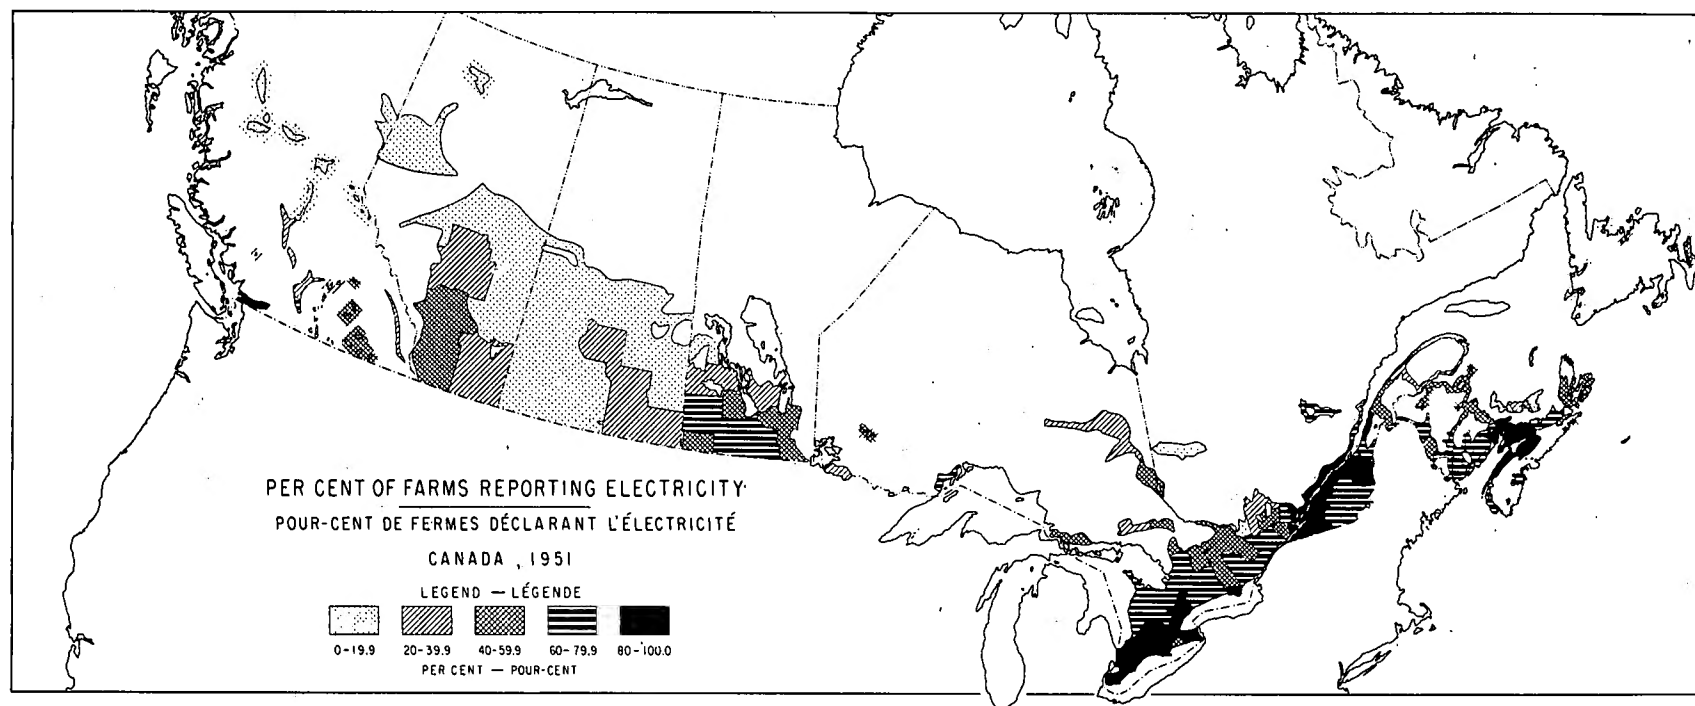 PER CENT OF FARMS REPORTING ELECTRICITY
POUR-CENT DE FERMES DÉCLARANT L'ÉLECTRICITÉ
CANADA , 1951
LEGEND — LÉGENDE
0-19.9 20-39.9 40-59.9 60-79.9 80-100.0
PER CENT — POUR-CENT